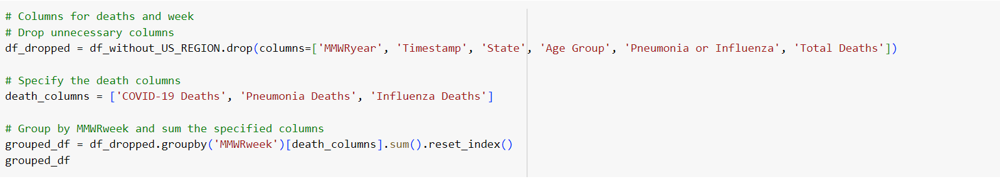 # Columns for deaths and week
# Drop unnecessary columns
df_dropped = df_without_US_REGION.drop(columns=['MMWRyear', 'Timestamp', 'State', 'Age Group', 'Pneumonia or Influenza', 'Total Deaths'])
# Specify the death columns
death_columns = ['COVID-19 Deaths', 'Pneumonia Deaths', 'Influenza Deaths']
# Group by MMWRweek and sum the specified columns
grouped_df = df_dropped.groupby('MMWRweek')[death_columns].sum().reset_index()
grouped_df